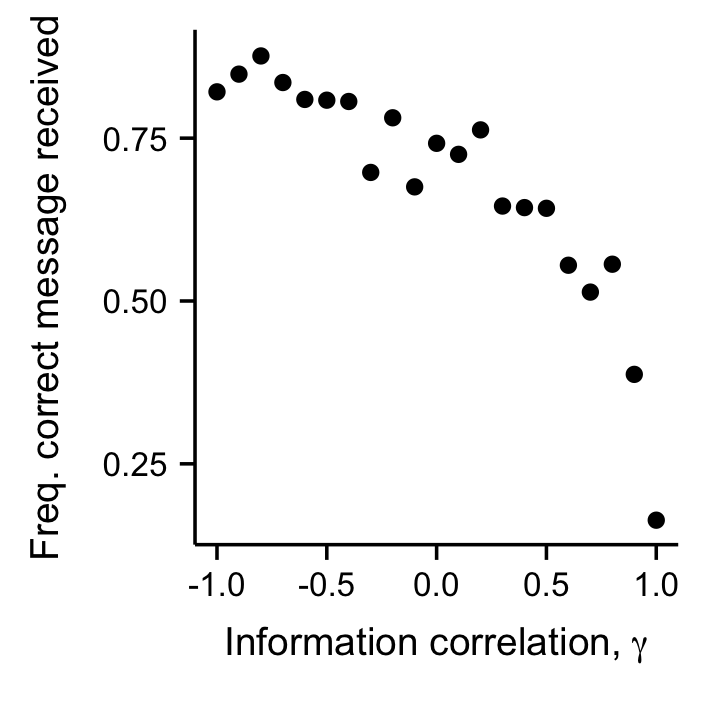 Freq. correct message received
0.75
0.50
0.25
-1.0 -0.5 0.0 0.5 1.0
Information correlation, γ